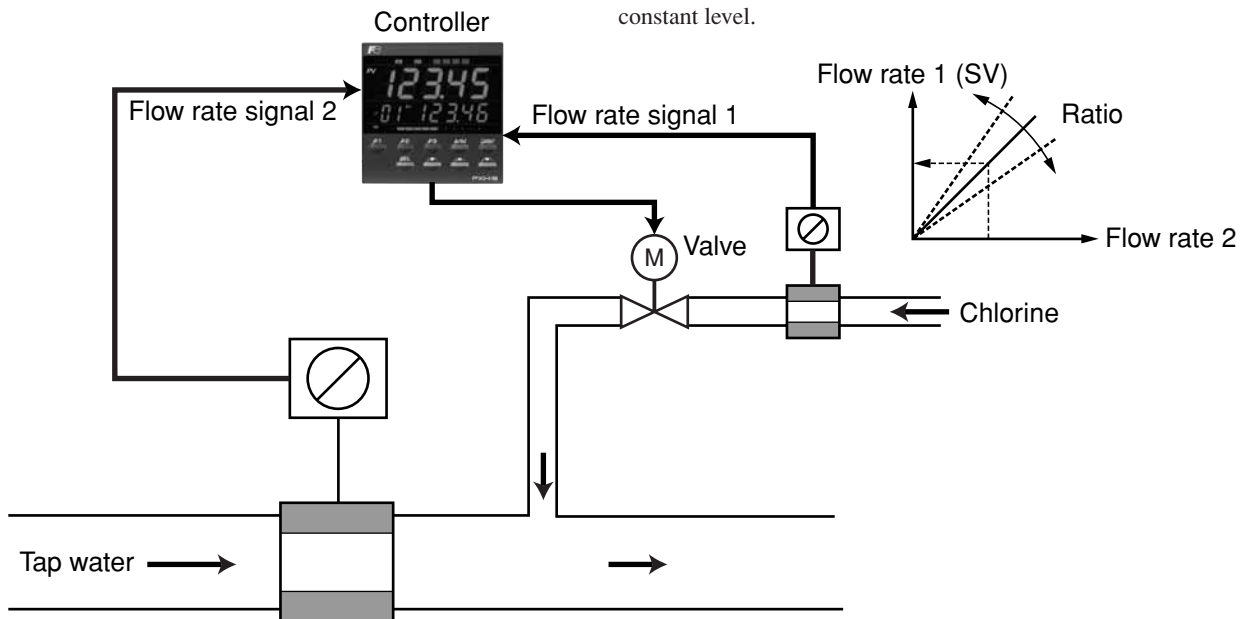 constant level.
Controller
PV
123.45
01 123.46
Flow rate signal 2
Flow rate signal 1
Flow rate 1 (SV)
Ratio
Flow rate 2
M
Valve
Chlorine
Tap water